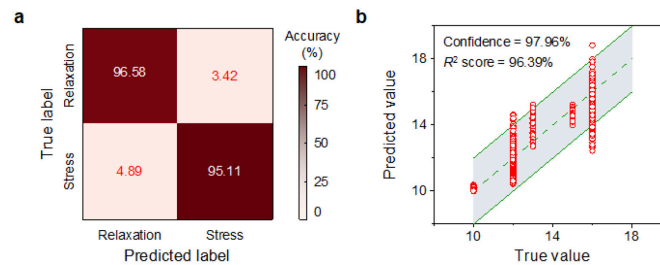 a
Relaxation
Stress
True label
96.58
3.42
4.89
95.11
Relaxation
Stress
Predicted label
Accuracy
(%)
100
75
50
25
0
b
Confidence = 97.96%
R² score = 96.39%
Predicted value
18
14
10
10
14
18
True value